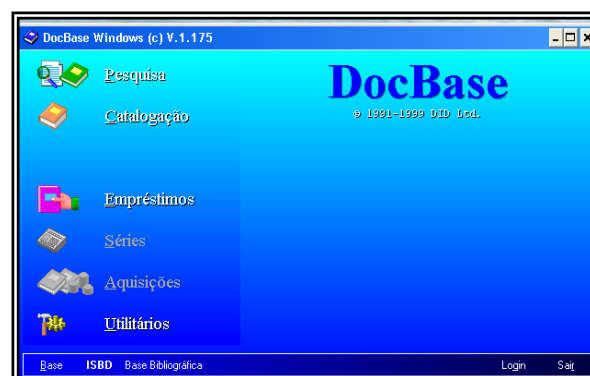 DocBase Windows (c) V.1.175
Pesquisa
DocBase
Catalogação
© 1991-1999 DID Ltd.
Empréstimos
Séries
Aquisições
Utilitários
Base ISBD Base Bibliográfica Login Sair